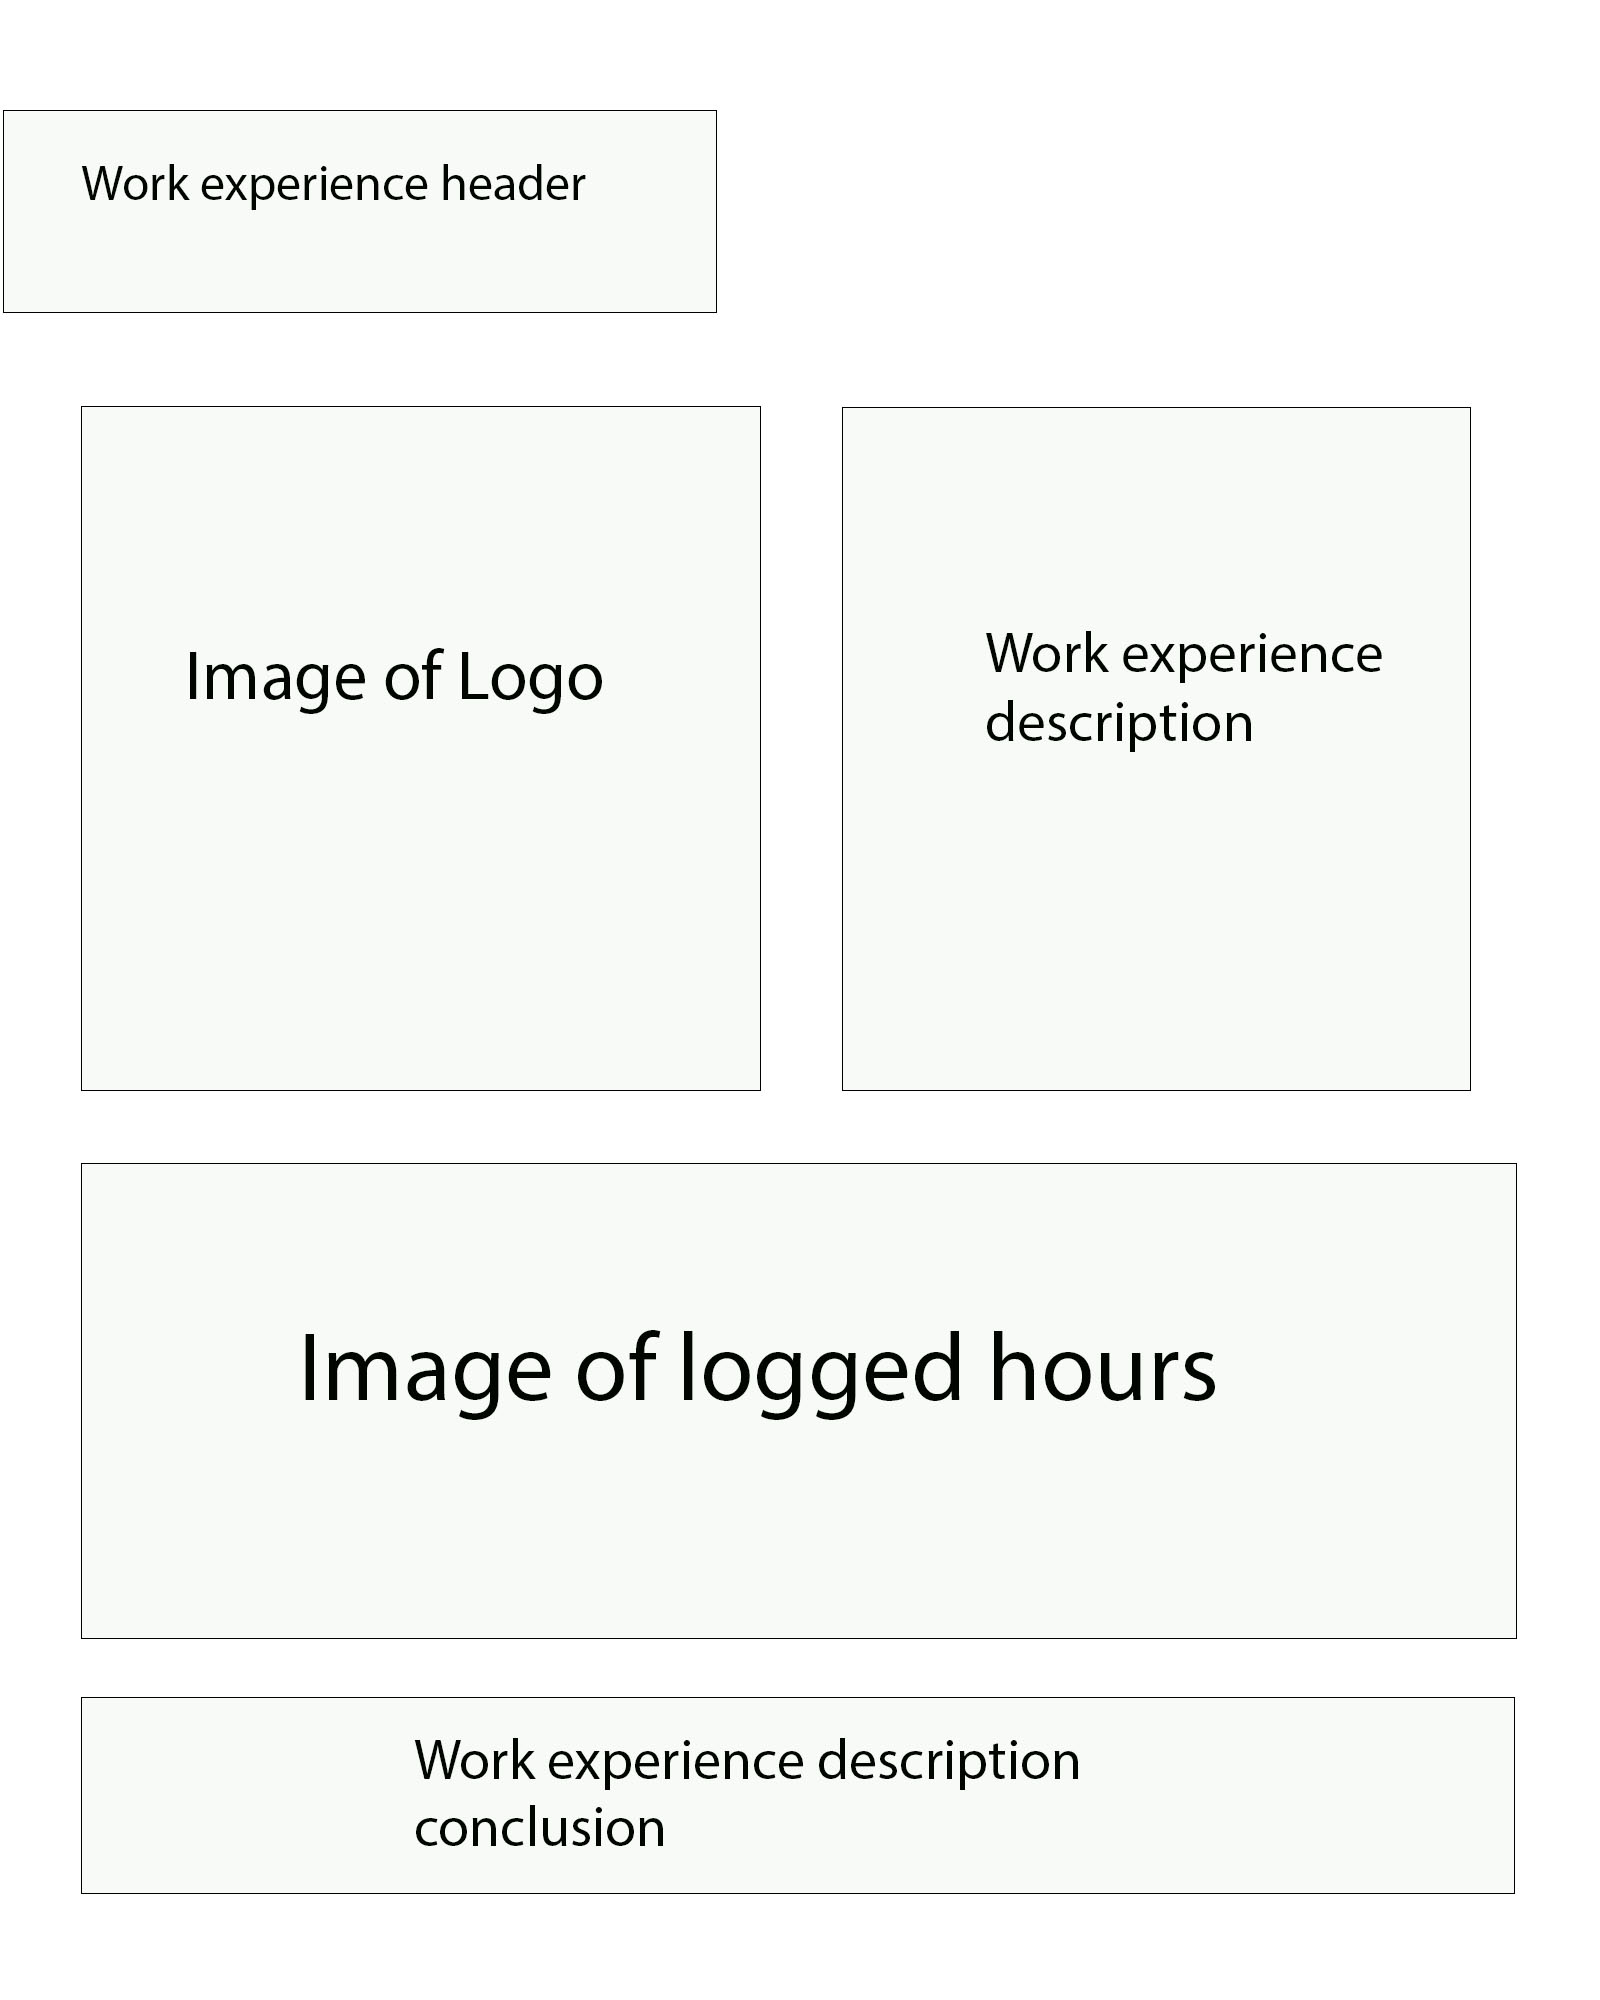 Work experience header
Image of Logo
Work experience
description
Image of logged hours
Work experience description
conclusion